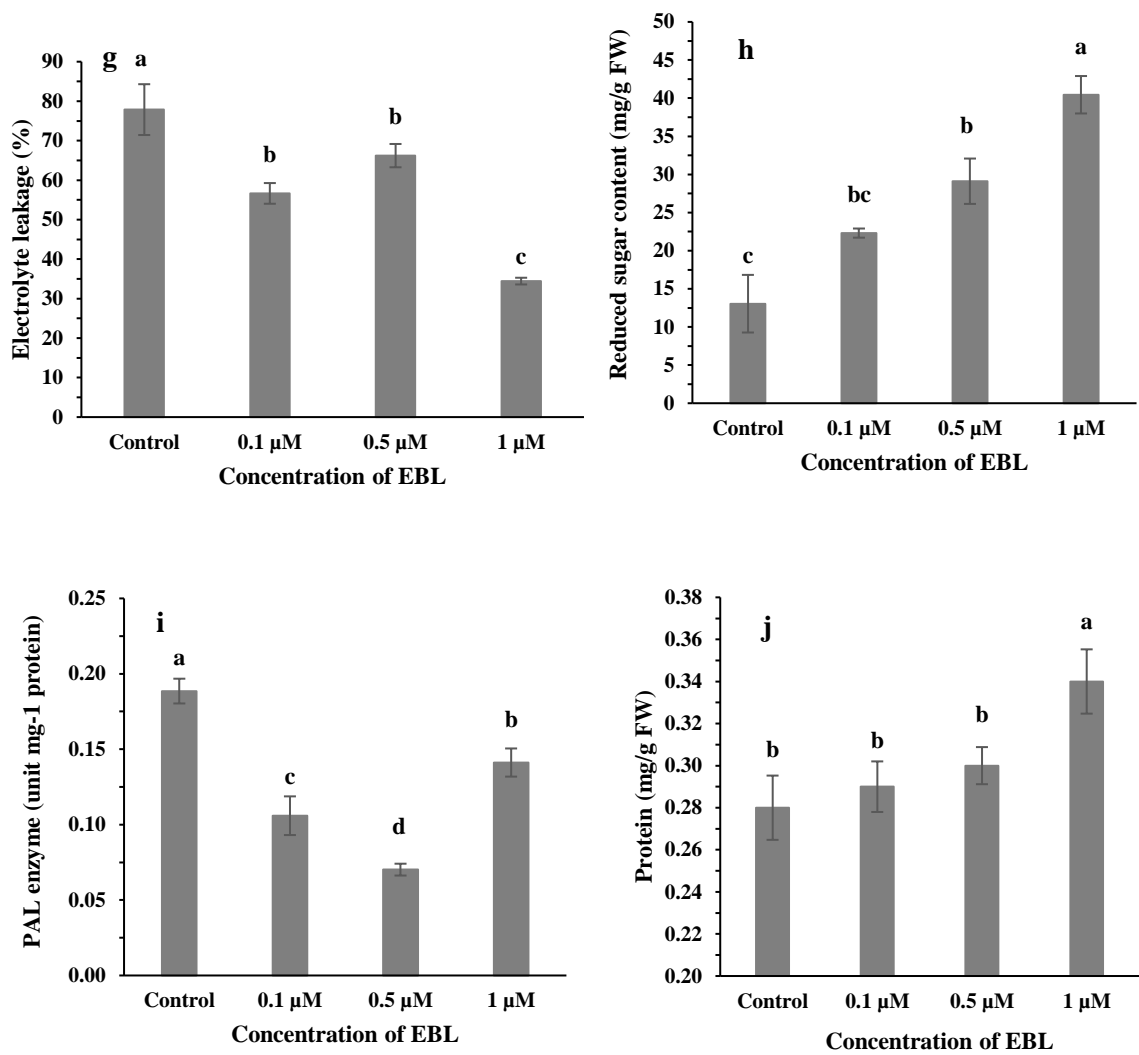 g
a
b
b
c
90
80
70
60
50
40
30
20
10
0
Electrolyte leakage (%)
Control 0.1 µM 0.5 µM 1 µM
Concentration of EBL
h
a
b
bc
c
50
45
40
35
30
25
20
15
10
5
0
Reduced sugar content (mg/g FW)
Control 0.1 µM 0.5 µM 1 µM
Concentration of EBL
i
a
c
d
b
0.25
0.20
0.15
0.10
0.05
0.00
PAL enzyme (unit mg-1 protein)
Control 0.1 µM 0.5 µM 1 µM
Concentration of EBL
j
b
b
b
a
0.38
0.36
0.34
0.32
0.30
0.28
0.26
0.24
0.22
0.20
Protein (mg/g FW)
Control 0.1 µM 0.5 µM 1 µM
Concentration of EBL